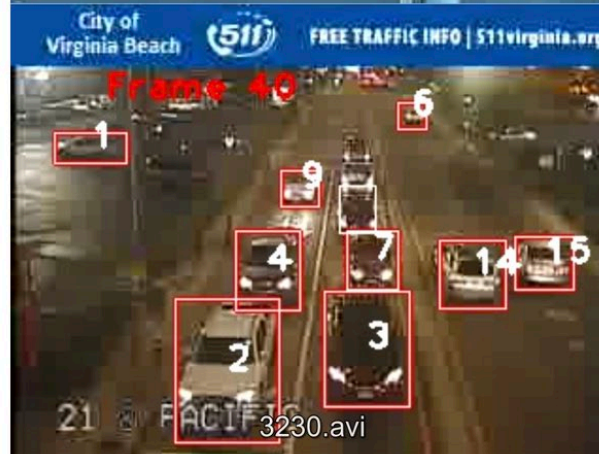 City of
Virginia Beach
511
FREE TRAFFIC INFO | 511virginia.org
Frame 40
6
1
9
4
7
14
15
3
2
21 @ PACIFIC
3230.avi